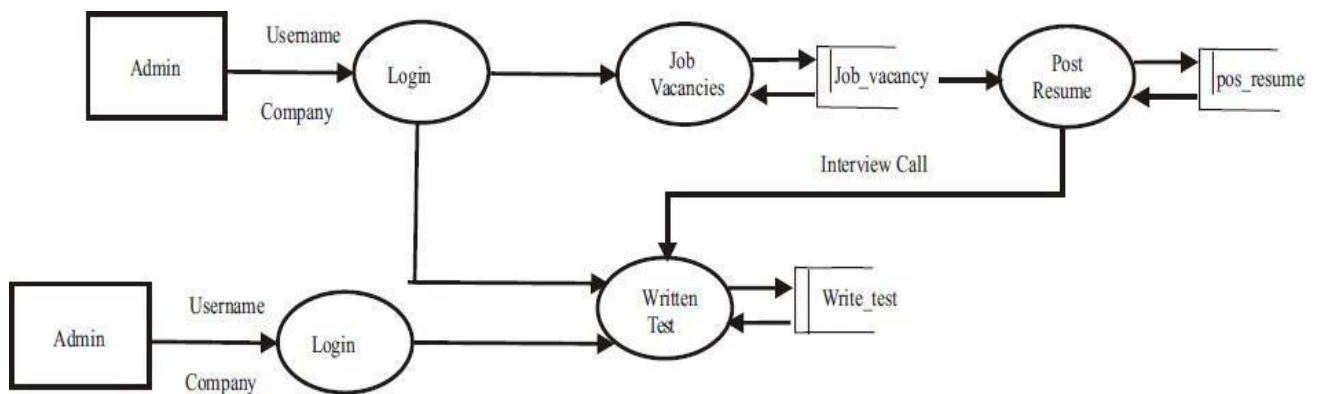 Username
Admin
Login
Company
Job
Vacancies
Job_vacancy
Post
Resume
pos_resume
Interview Call
Username
Admin
Login
Company
Written
Test
Write_test